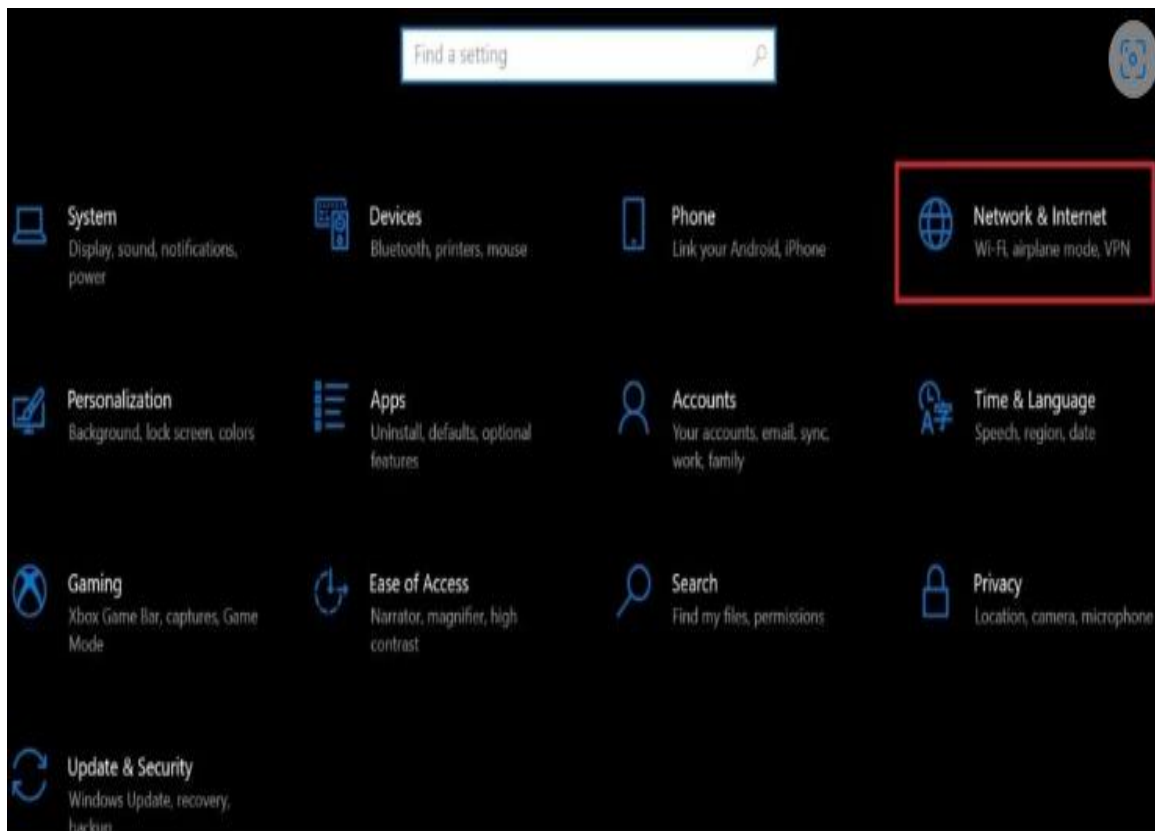 Find a setting
System
Display, sound, notifications,
power
Devices
Bluetooth, printers, mouse
Phone
Link your Android, iPhone
Network & Internet
Wi-Fi, airplane mode, VPN
Personalization
Background, lock screen, colors
Apps
Uninstall, defaults, optional
features
Accounts
Your accounts, email, sync,
work, family
Time & Language
Speech, region, date
Gaming
Xbox Game Bar, captures, Game
Mode
Ease of Access
Narrator, magnifier, high
contrast
Search
Find my files, permissions
Privacy
Location, camera, microphone
Update & Security
Windows Update, recovery,
backup